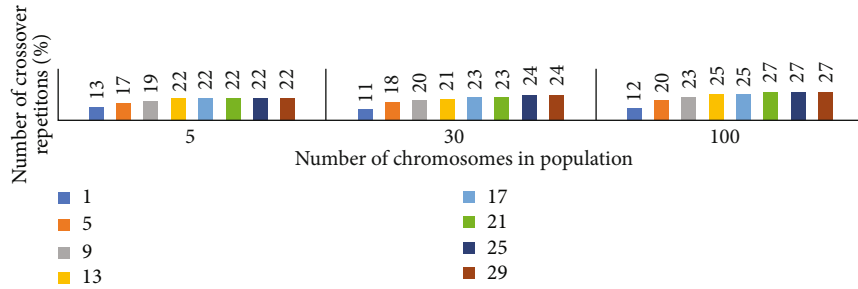 Number of crossover
repetitons (%)
13 17 19 22 22 22 22 22
11 18 20 21 23 23 24 24
12 20 23 25 25 27 27 27
5 30 100
Number of chromosomes in population
1
5
9
13
17
21
25
29